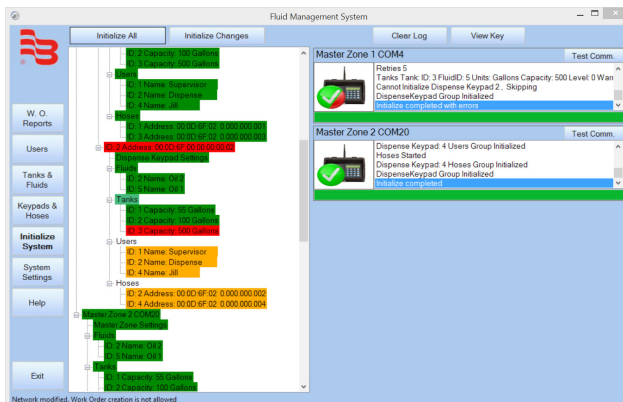 Fluid Management System
Initialize All
Initialize Changes
Clear Log
View Key
W. O.
Reports
Users
Tanks &
Fluids
Keypads &
Hoses
Initialize
System
System
Settings
Help
Exit
ID: 2 Capacity: 100 Gallons
ID: 3 Capacity: 500 Gallons
Users
ID: 1 Name: Supervisor
ID: 2 Name: Dispense
ID: 4 Name: Jill
Hoses
ID: 1 Address: 00:0D:6F:02 0.000.000.001
ID: 3 Address: 00:0D:6F:02 0.000.000.003
ID: 2 Address: 00:0D:6F:00:00:00:00:03
Dispense Keypad Settings
Fluids
ID: 2 Name: Oil 2
ID: 5 Name: Oil 1
Tanks
ID: 1 Capacity: 55 Gallons
ID: 2 Capacity: 100 Gallons
ID: 3 Capacity: 500 Gallons
Users
ID: 1 Name: Supervisor
ID: 2 Name: Dispense
ID: 4 Name: Jill
Hoses
ID: 2 Address: 00:0D:6F:02 0.000.000.002
ID: 4 Address: 00:0D:6F:02 0.000.000.004
Master Zone 2 COM20
Master Zone Settings
Fluids
ID: 2 Name: Oil 2
ID: 5 Name: Oil 1
Tanks
ID: 1 Capacity: 55 Gallons
ID: 2 Capacity: 100 Gallons
Master Zone 1 COM4
Test Comm.
Retries 5
Tanks Tank: ID: 3 FluidID: 5 Units: Gallons Capacity: 500 Level: 0 Warn
Cannot Initialize Dispense Keypad 2 , Skipping
DispenseKeypad Group Initialized
Initialize completed with errors
Master Zone 2 COM20
Test Comm.
Dispense Keypad: 4 Users Group Initialized
Hoses Started
Dispense Keypad: 4 Hoses Group Initialized
DispenseKeypad Group Initialized
Initialize completed
Network modified. Work Order creation is not allowed